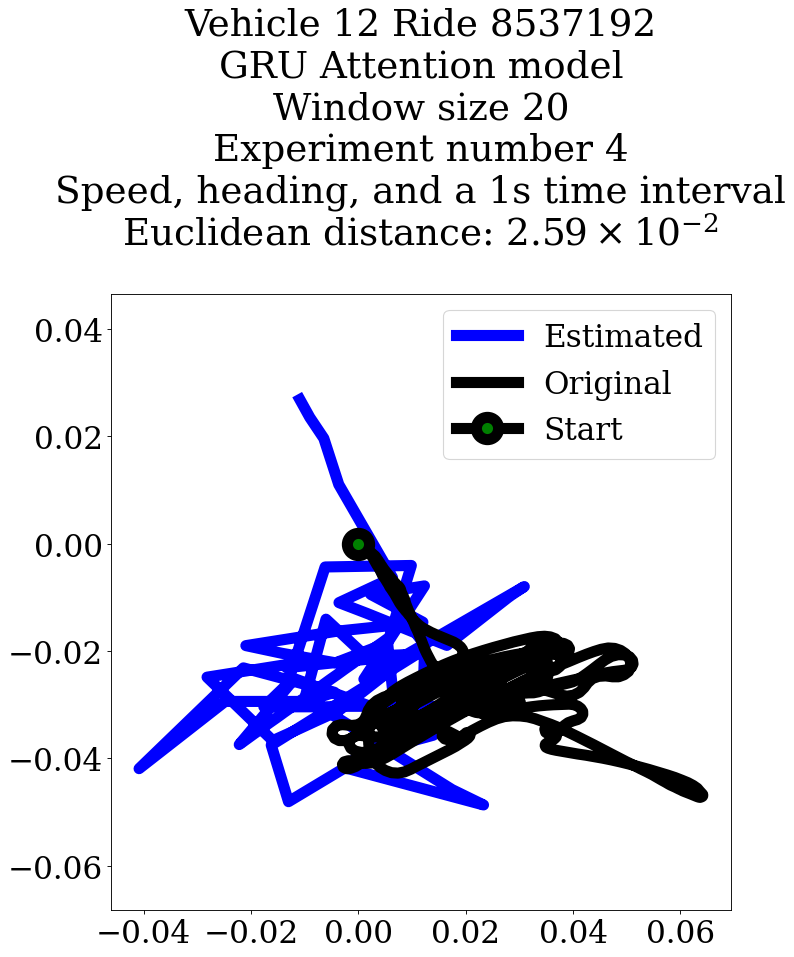 Vehicle 12 Ride 8537192
GRU Attention model
Window size 20
Experiment number 4
Speed, heading, and a 1s time interval
Euclidean distance: 2.59 × 10⁻²
Estimated
Original
Start
0.04
0.02
0.00
−0.02
−0.04
−0.06
−0.04 −0.02 0.00 0.02 0.04 0.06